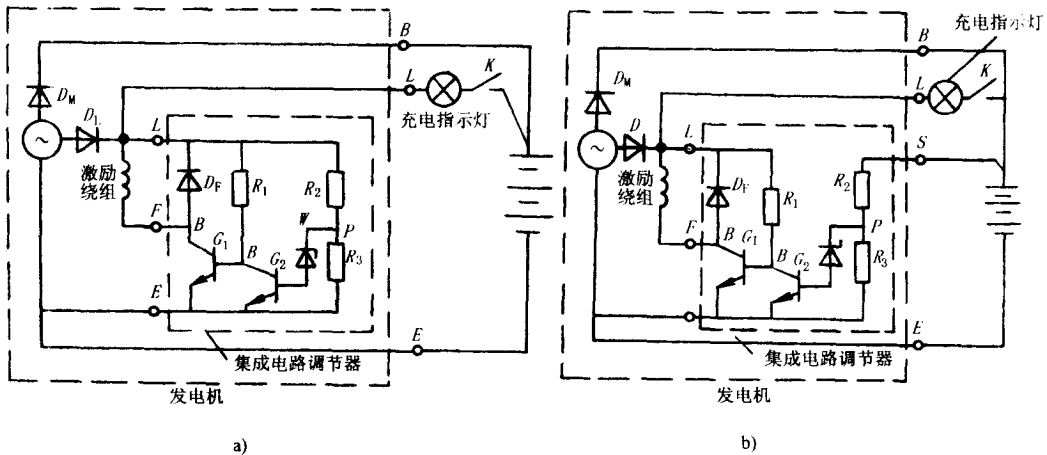 B
L
K
充电指示灯
D_M
D_L
L
激励绕组
D_F
R_1
R_2
F
B
G_1
B
G_2
W
P
R_3
E
E
集成电路调节器
发电机
a)
充电指示灯
B
L
K
D_M
D
L
S
激励绕组
D_F
R_1
R_2
F
B
G_1
B
G_2
P
R_3
E
集成电路调节器
发电机
b)